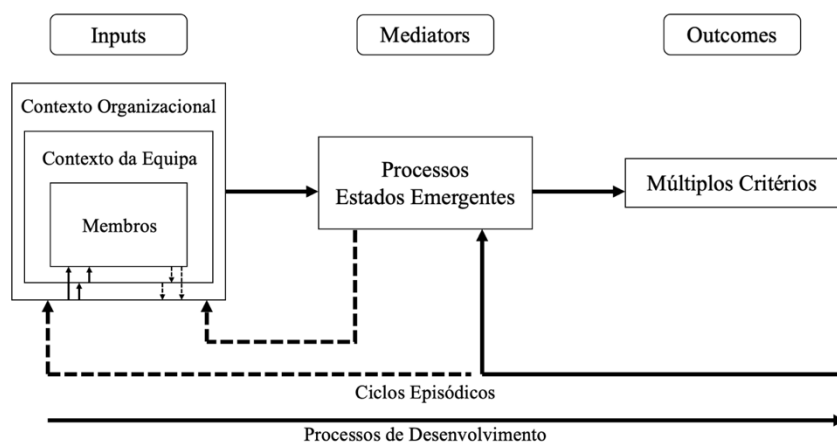 Inputs
Mediators
Outcomes
Contexto Organizacional
Contexto da Equipa
Membros
Processos
Estados Emergentes
Múltiplos Critérios
Ciclos Episódicos
Processos de Desenvolvimento